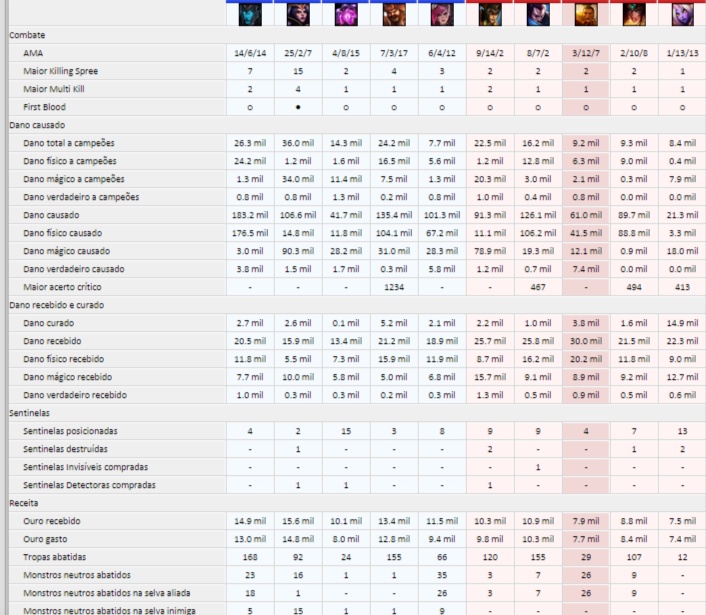 Combate
AMA 14/6/14 25/2/7 4/8/15 7/3/17 6/4/12 9/14/2 8/7/2 3/12/7 2/10/8 1/13/13
Maior Killing Spree 7 15 2 4 3 2 2 2 2 1
Maior Multi Kill 2 4 1 1 1 2 1 1 1 1
First Blood ○ ● ○ ○ ○ ○ ○ ○ ○ ○
Dano causado
Dano total a campeões 26.3 mil 36.0 mil 14.3 mil 24.2 mil 7.7 mil 22.5 mil 16.2 mil 9.2 mil 9.3 mil 8.4 mil
Dano físico a campeões 24.2 mil 1.2 mil 1.6 mil 16.5 mil 5.6 mil 1.2 mil 12.8 mil 6.3 mil 9.0 mil 0.4 mil
Dano mágico a campeões 1.3 mil 34.0 mil 11.4 mil 7.5 mil 1.3 mil 20.3 mil 3.0 mil 2.1 mil 0.3 mil 7.9 mil
Dano verdadeiro a campeões 0.8 mil 0.8 mil 1.3 mil 0.2 mil 0.8 mil 1.0 mil 0.4 mil 0.8 mil 0.0 mil 0.0 mil
Dano causado 183.2 mil 106.6 mil 41.7 mil 135.4 mil 101.3 mil 91.3 mil 126.1 mil 61.0 mil 89.7 mil 21.3 mil
Dano físico causado 176.5 mil 14.8 mil 11.8 mil 104.1 mil 67.2 mil 11.1 mil 106.2 mil 41.5 mil 88.8 mil 3.3 mil
Dano mágico causado 3.0 mil 90.3 mil 28.2 mil 31.0 mil 28.3 mil 78.9 mil 19.3 mil 12.1 mil 0.9 mil 18.0 mil
Dano verdadeiro causado 3.8 mil 1.5 mil 1.7 mil 0.3 mil 5.8 mil 1.2 mil 0.7 mil 7.4 mil 0.0 mil 0.0 mil
Maior acerto crítico - - - 1234 - - 467 - 494 413
Dano recebido e curado
Dano curado 2.7 mil 2.6 mil 0.1 mil 5.2 mil 2.1 mil 2.2 mil 1.0 mil 3.8 mil 1.6 mil 14.9 mil
Dano recebido 20.5 mil 15.9 mil 13.4 mil 21.2 mil 18.9 mil 25.7 mil 25.8 mil 30.0 mil 21.5 mil 22.3 mil
Dano físico recebido 11.8 mil 5.5 mil 7.3 mil 15.9 mil 11.9 mil 8.7 mil 16.2 mil 20.2 mil 11.8 mil 9.0 mil
Dano mágico recebido 7.7 mil 10.0 mil 5.8 mil 5.0 mil 6.8 mil 15.7 mil 9.1 mil 8.9 mil 9.2 mil 12.7 mil
Dano verdadeiro recebido 1.0 mil 0.3 mil 0.3 mil 0.2 mil 0.3 mil 1.3 mil 0.5 mil 0.9 mil 0.5 mil 0.6 mil
Sentinelas
Sentinelas posicionadas 4 2 15 3 8 9 9 4 7 13
Sentinelas destruídas - 1 - - - 2 - - 1 2
Sentinelas Invisíveis compradas - - - - - - 1 - - -
Sentinelas Detectoras compradas - 1 1 - - 1 - - - -
Receita
Ouro recebido 14.9 mil 15.6 mil 10.1 mil 13.4 mil 11.5 mil 10.3 mil 10.9 mil 7.9 mil 8.8 mil 7.5 mil
Ouro gasto 13.0 mil 14.8 mil 8.0 mil 12.8 mil 9.4 mil 9.8 mil 10.3 mil 7.7 mil 8.4 mil 7.4 mil
Tropas abatidas 168 92 24 155 66 120 155 29 107 12
Monstros neutros abatidos 23 16 1 1 35 3 7 26 9 -
Monstros neutros abatidos na selva aliada 18 1 - - 26 3 7 26 9 -
Monstros neutros abatidos na selva inimiga 5 15 1 1 9 - - - - -